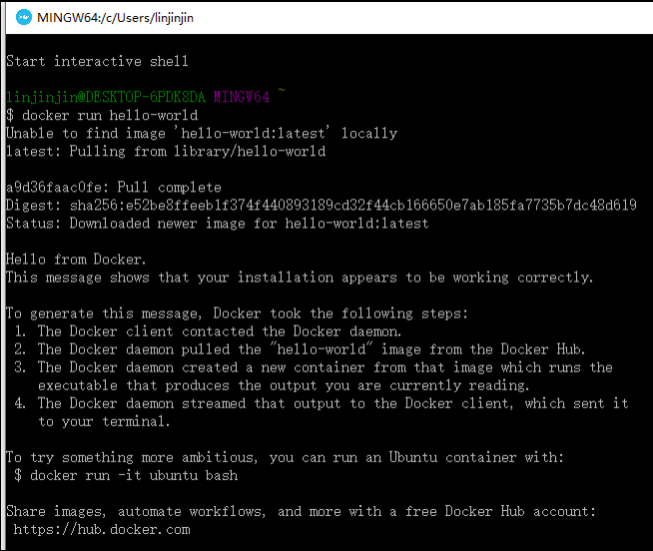 MINGW64:/c/Users/linjinjin
Start interactive shell
linjinjin@DESKTOP-6PDK8DA MINGW64 ~
$ docker run hello-world
Unable to find image 'hello-world:latest' locally
latest: Pulling from library/hello-world
a9d36faac0fe: Pull complete
Digest: sha256:e52be8ffeeb1f374f440893189cd32f44cb166650e7ab185fa7735b7dc48d619
Status: Downloaded newer image for hello-world:latest
Hello from Docker.
This message shows that your installation appears to be working correctly.
To generate this message, Docker took the following steps:
1. The Docker client contacted the Docker daemon.
2. The Docker daemon pulled the "hello-world" image from the Docker Hub.
3. The Docker daemon created a new container from that image which runs the
executable that produces the output you are currently reading.
4. The Docker daemon streamed that output to the Docker client, which sent it
to your terminal.
To try something more ambitious, you can run an Ubuntu container with:
$ docker run -it ubuntu bash
Share images, automate workflows, and more with a free Docker Hub account:
https://hub.docker.com